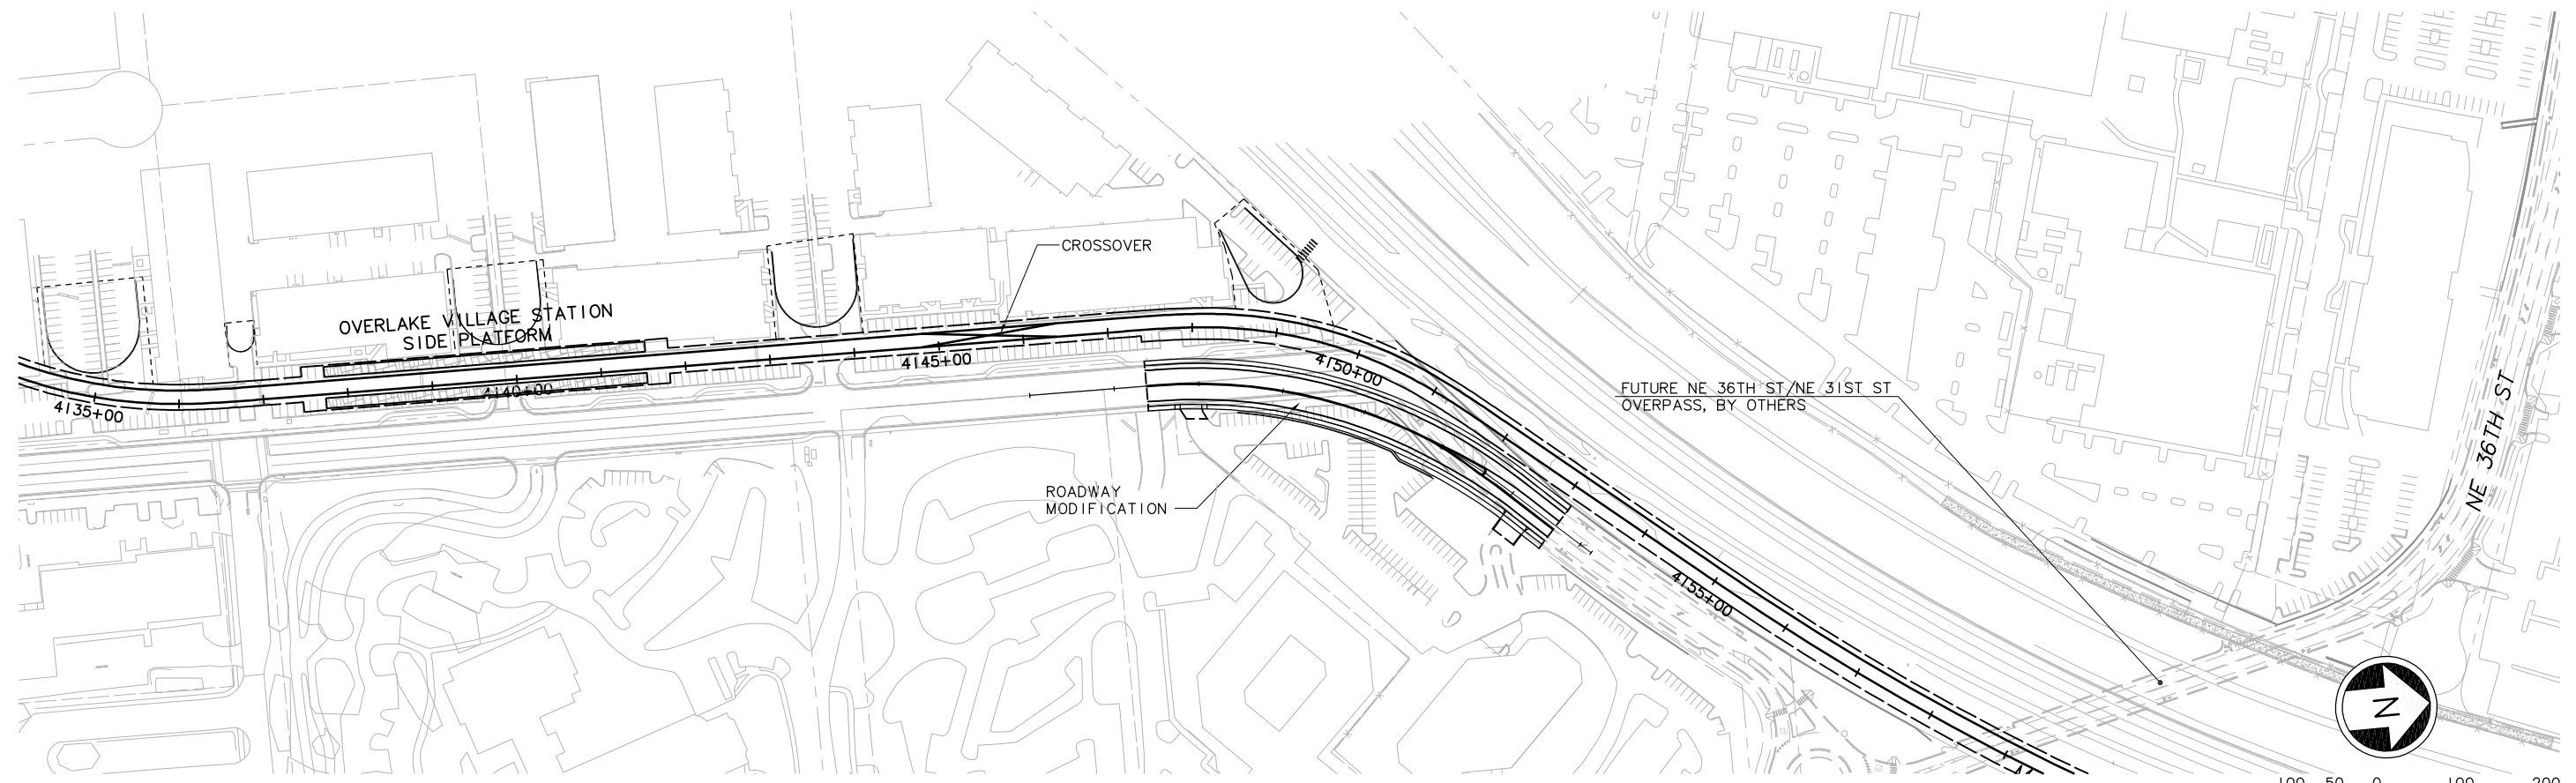 CROSSOVER
OVERLAKE VILLAGE STATION
SIDE PLATFORM
4135+00
4140+00
4145+00
4150+00
4155+00
FUTURE NE 36TH ST/NE 31ST ST
OVERPASS, BY OTHERS
ROADWAY
MODIFICATION
NE 36TH ST
N
100 50 0 100 200